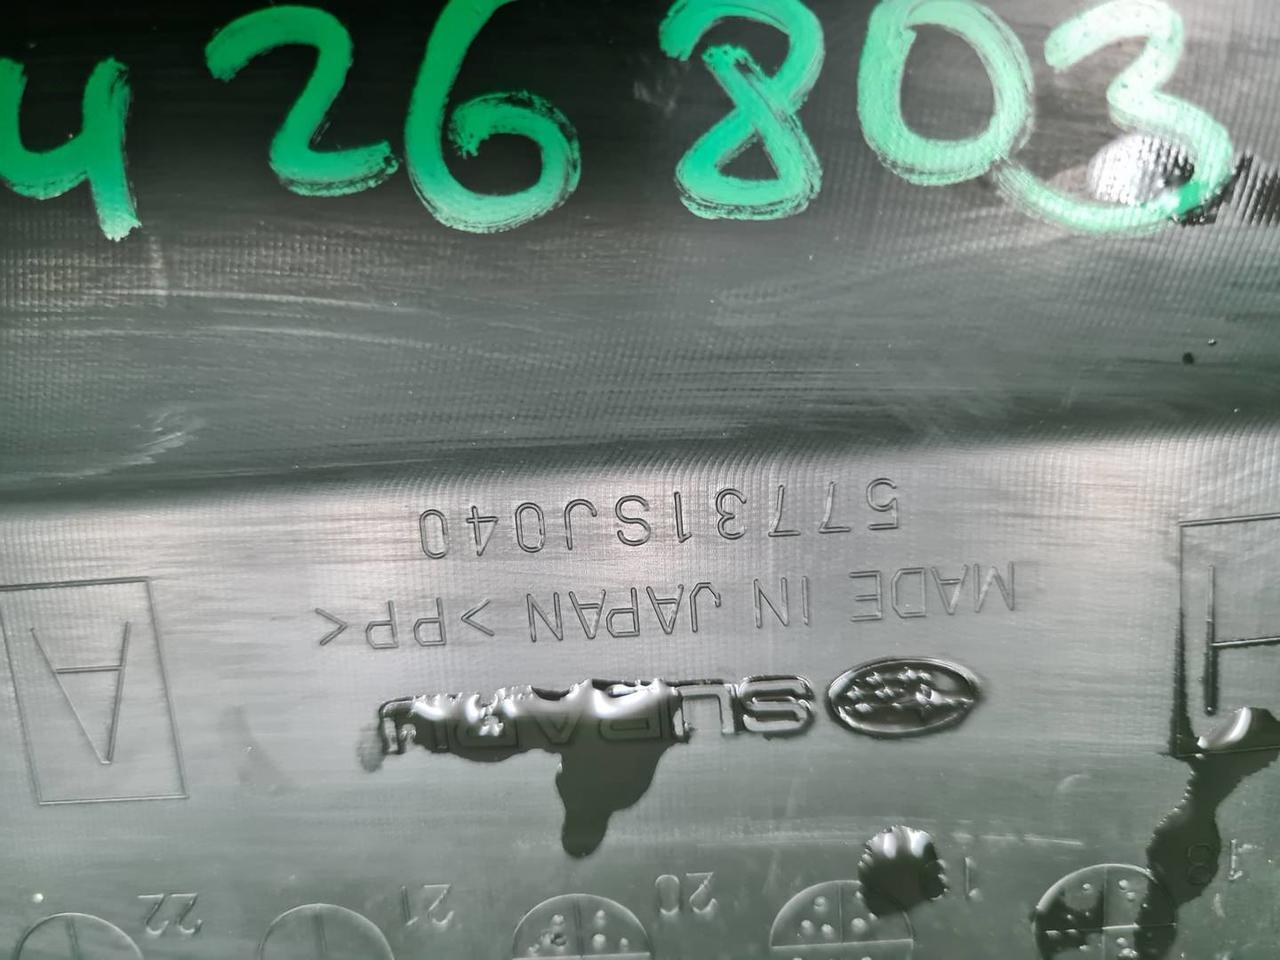 426803
57731SJ040
MADE IN JAPAN >PP<
SUBARU
A
18 19 20 21 22